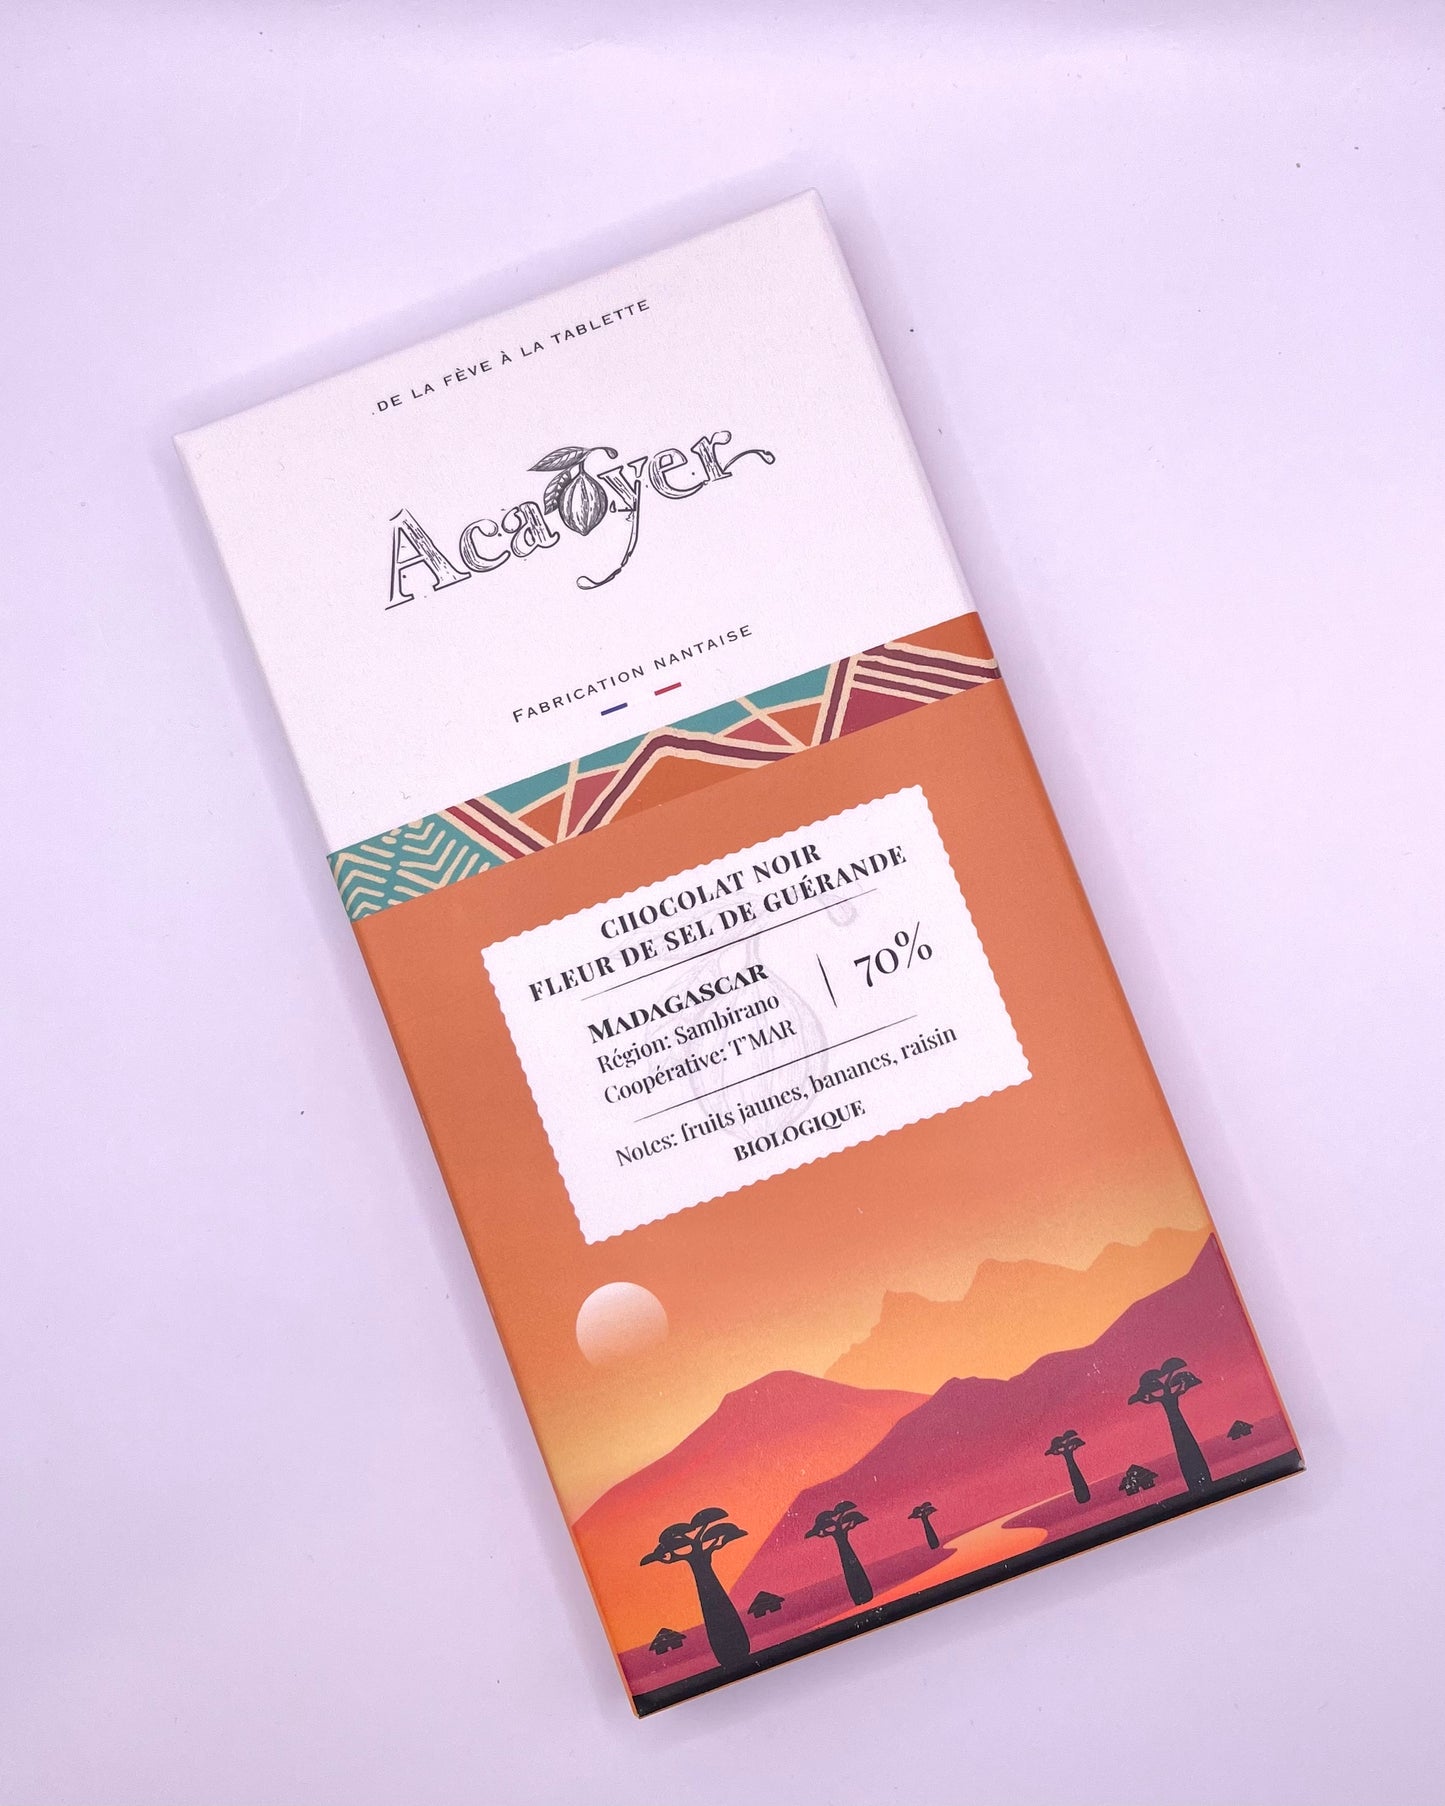 DE LA FÈVE À LA TABLETTE
Acaoyer
FABRICATION NANTAISE
CHOCOLAT NOIR
FLEUR DE SEL DE GUÉRANDE
MADAGASCAR
Région: Sambirano
Coopérative: T'MAR
70%
Notes: fruits jaunes, bananes, raisin
BIOLOGIQUE